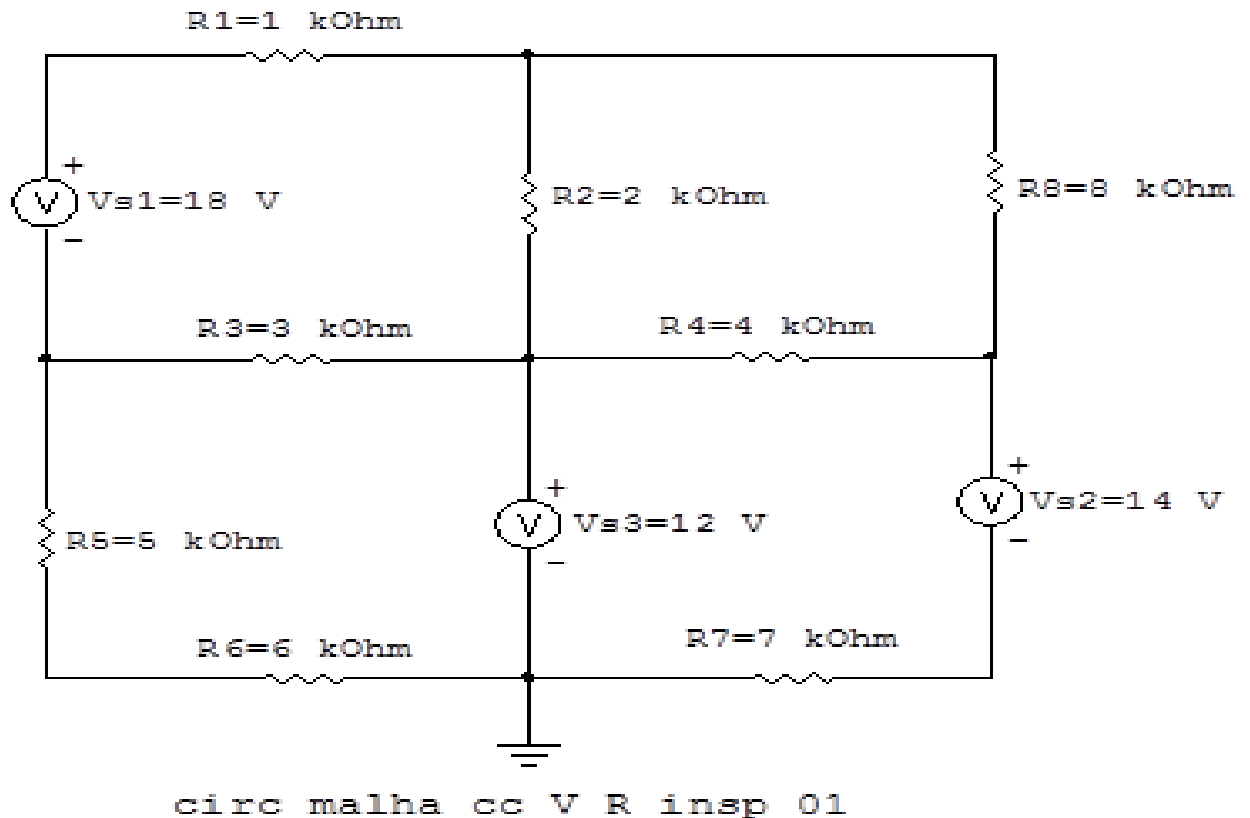 R1=1 kOhm
+
V Vs1=18 V
−
R2=2 kOhm
R8=8 kOhm
R3=3 kOhm
R4=4 kOhm
R5=5 kOhm
+
V Vs3=12 V
−
+
V Vs2=14 V
−
R6=6 kOhm
R7=7 kOhm
circ malha cc V R insp 01